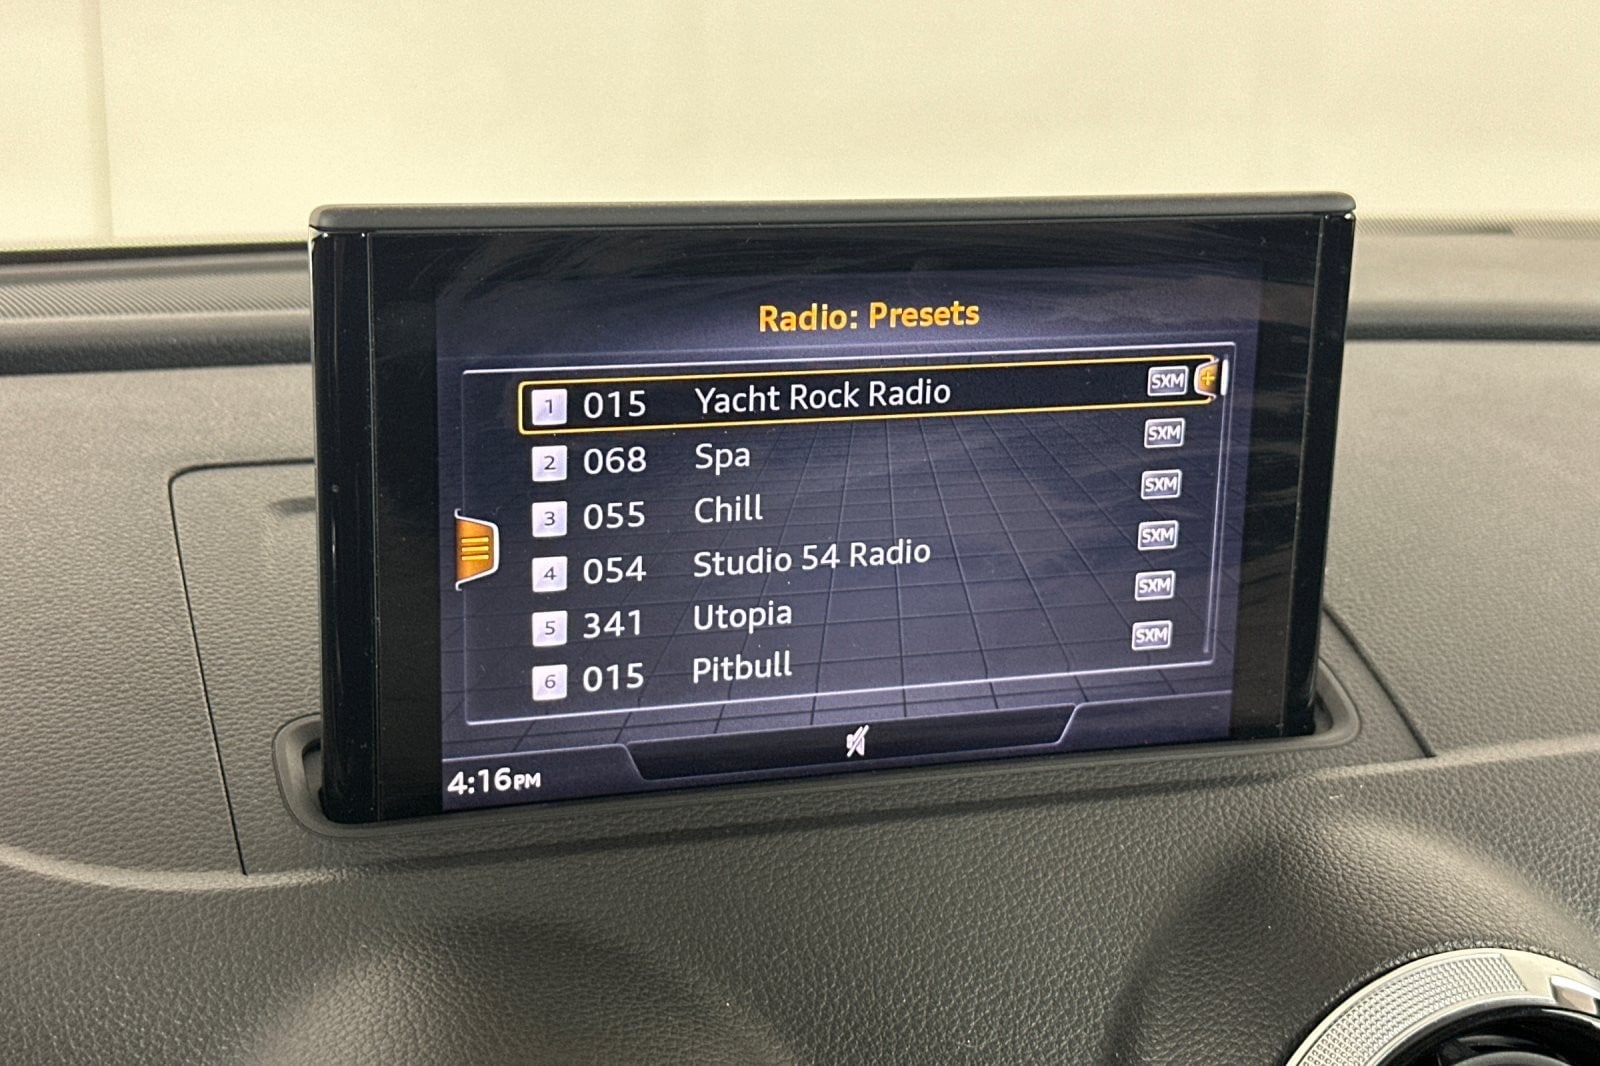 Radio: Presets
1 015 Yacht Rock Radio SXM
2 068 Spa SXM
3 055 Chill SXM
4 054 Studio 54 Radio SXM
5 341 Utopia SXM
6 015 Pitbull SXM
4:16PM